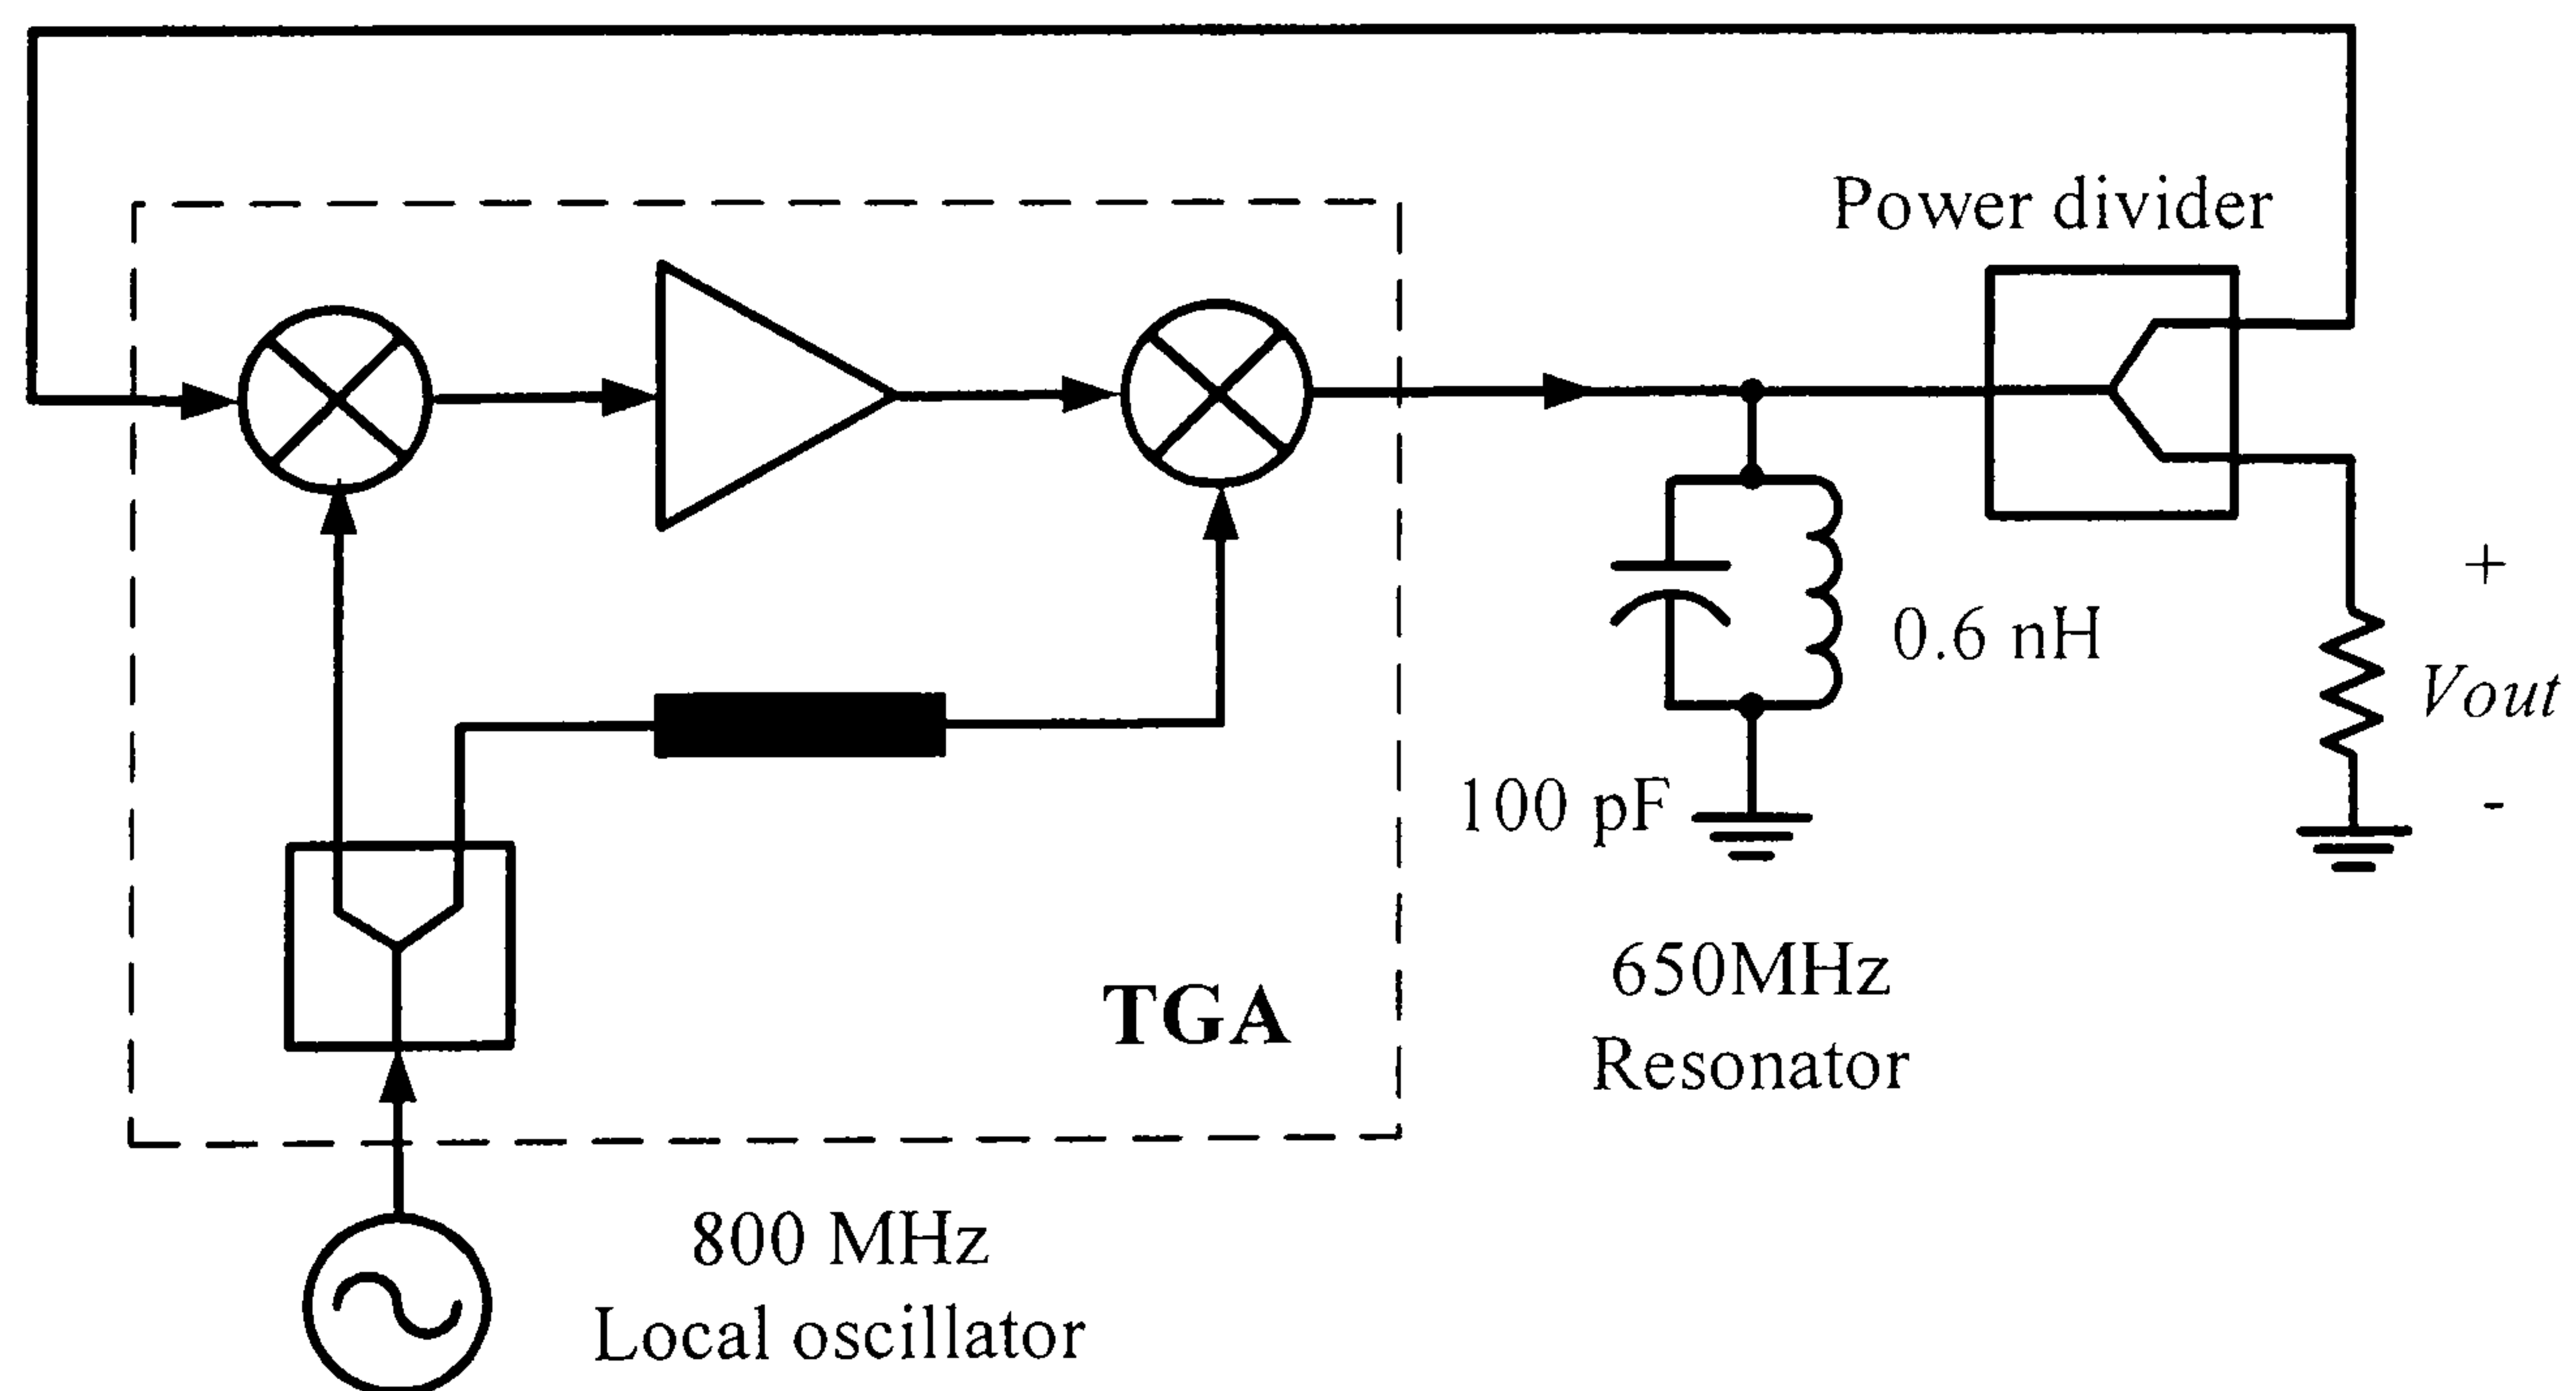 Power divider
+
0.6 nH
Vout
100 pF
-
650MHz
Resonator
TGA
800 MHz
Local oscillator